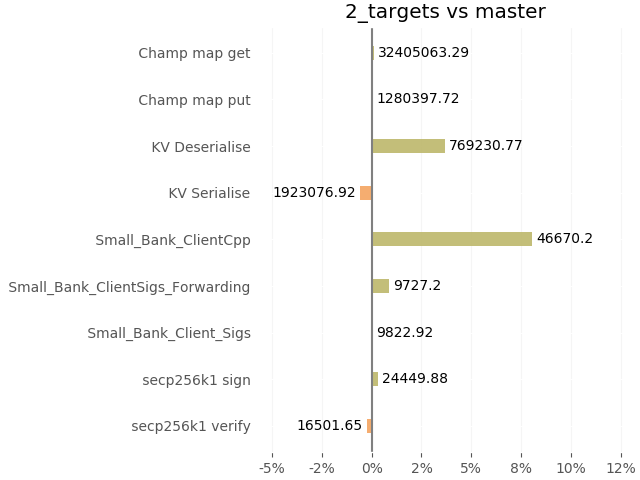 2_targets vs master
Champ map get 32405063.29
Champ map put 1280397.72
KV Deserialise 769230.77
KV Serialise 1923076.92
Small_Bank_ClientCpp 46670.2
Small_Bank_ClientSigs_Forwarding 9727.2
Small_Bank_Client_Sigs 9822.92
secp256k1 sign 24449.88
secp256k1 verify 16501.65
-5% -2% 0% 2% 5% 8% 10% 12%